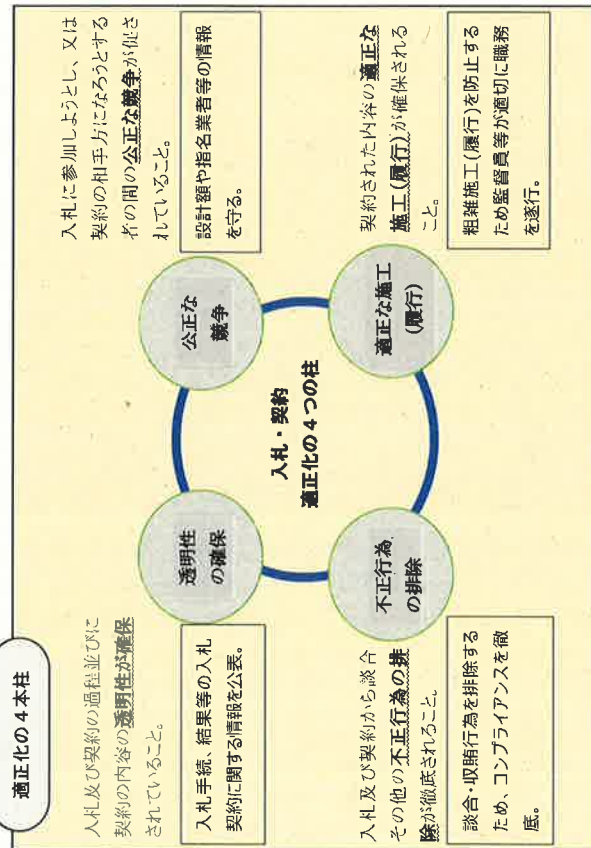 適正化の4本柱
入札及び契約の過程並びに
契約の内容の透明性が確保
されていること。
入札手続、結果等の入札
契約に関する情報を公表。
入札に参加しようとし、又は
契約の相手方になろうとする
者の間の公正な競争が促さ
れていること。
設計額や指名業者等の情報
を守る。
透明性
の確保
公正な
競争
入札・契約
適正化の4つの柱
不正行為
の排除
適正な施工
(履行)
入札及び契約から談合
その他の不正行為の排
除が徹底されること。
談合・収賄行為を排除する
ため、コンプライアンスを徹
底。
契約された内容の適正な
施工(履行)が確保される
こと。
粗雑施工(履行)を防止する
ため監督員等が適切に職務
を遂行。